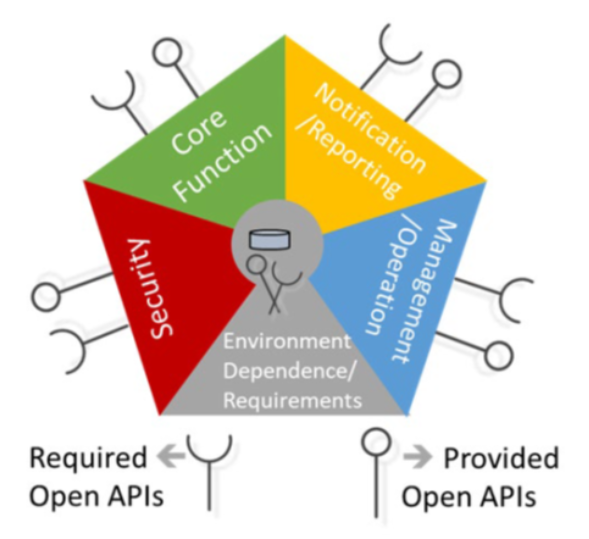 Core
Function
Notification
/Reporting
Security
Management
/Operation
Environment
Dependence/
Requirements
Required
Open APIs
Provided
Open APIs